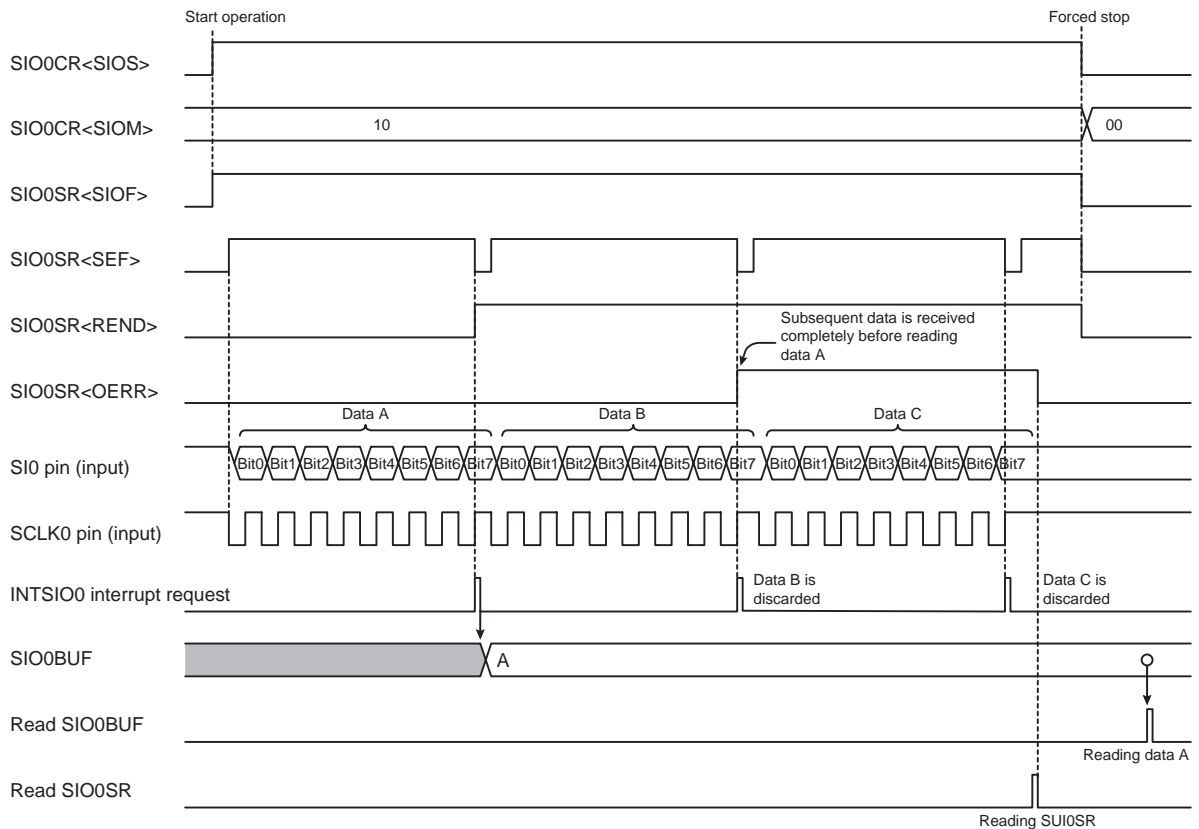 Start operation
Forced stop
SIO0CR<SIOS>
SIO0CR<SIOM>
10
00
SIO0SR<SIOF>
SIO0SR<SEF>
SIO0SR<REND>
Subsequent data is received
completely before reading
data A
SIO0SR<OERR>
Data A
Data B
Data C
SI0 pin (input)
Bit0 Bit1 Bit2 Bit3 Bit4 Bit5 Bit6 Bit7 Bit0 Bit1 Bit2 Bit3 Bit4 Bit5 Bit6 Bit7 Bit0 Bit1 Bit2 Bit3 Bit4 Bit5 Bit6 Bit7
SCLK0 pin (input)
INTSIO0 interrupt request
Data B is
discarded
Data C is
discarded
SIO0BUF
A
Read SIO0BUF
Reading data A
Read SIO0SR
Reading SUI0SR